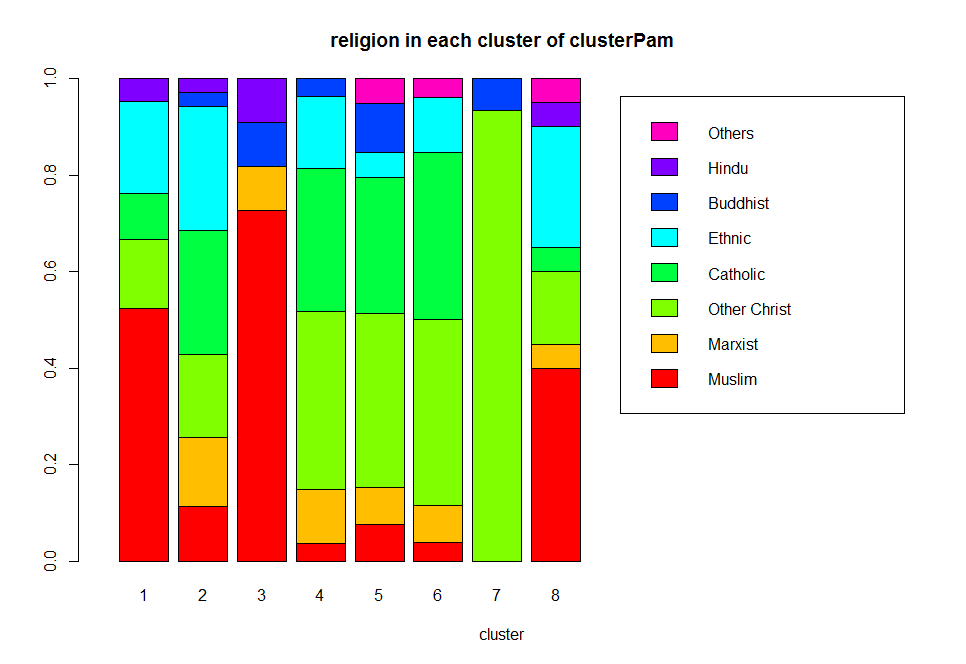 religion in each cluster of clusterPam
1.0
0.8
0.6
0.4
0.2
0.0
Others
Hindu
Buddhist
Ethnic
Catholic
Other Christ
Marxist
Muslim
1 2 3 4 5 6 7 8
cluster